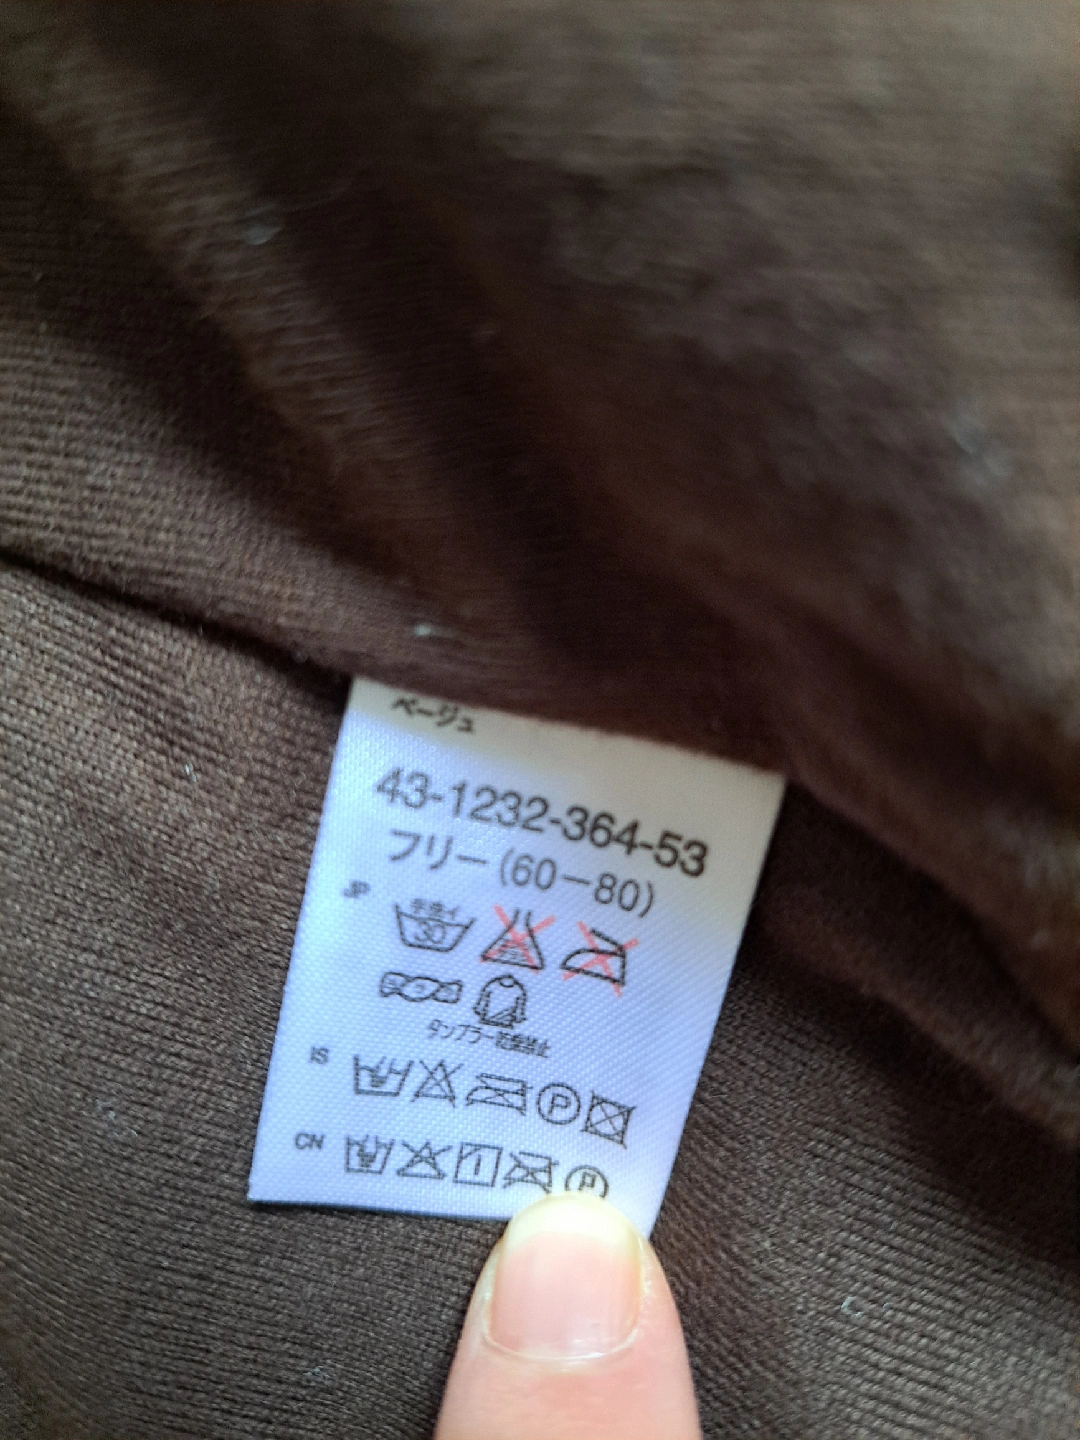 ベージュ
43-1232-364-53
フリー(60－80)
JP
手洗イ
30
タンブラー乾燥禁止
IS
P
CN
P